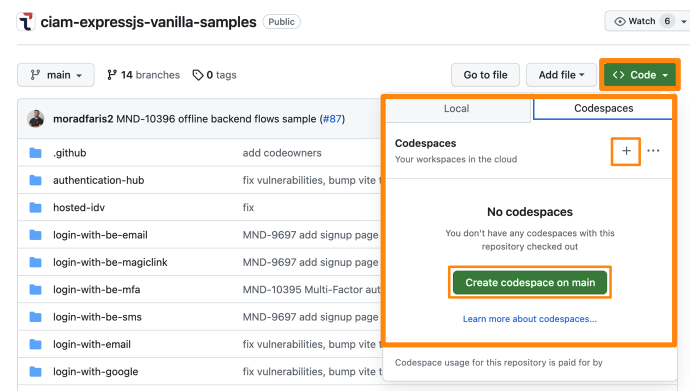 ciam-expressjs-vanilla-samples Public
Watch 6
main
14 branches
0 tags
Go to file
Add file
<> Code
moradfaris2 MND-10396 offline backend flows sample (#87)
.github add codeowners
authentication-hub fix vulnerabilities, bump vite t
hosted-idv fix
login-with-be-email MND-9697 add signup page
login-with-be-magiclink MND-9697 add signup page
login-with-be-mfa MND-10395 Multi-Factor aut
login-with-be-sms MND-9697 add signup page
login-with-email fix vulnerabilities, bump vite t
login-with-google fix vulnerabilities, bump vite t
Local
Codespaces
Codespaces
Your workspaces in the cloud
No codespaces
You don't have any codespaces with this
repository checked out
Create codespace on main
Learn more about codespaces...
Codespace usage for this repository is paid for by